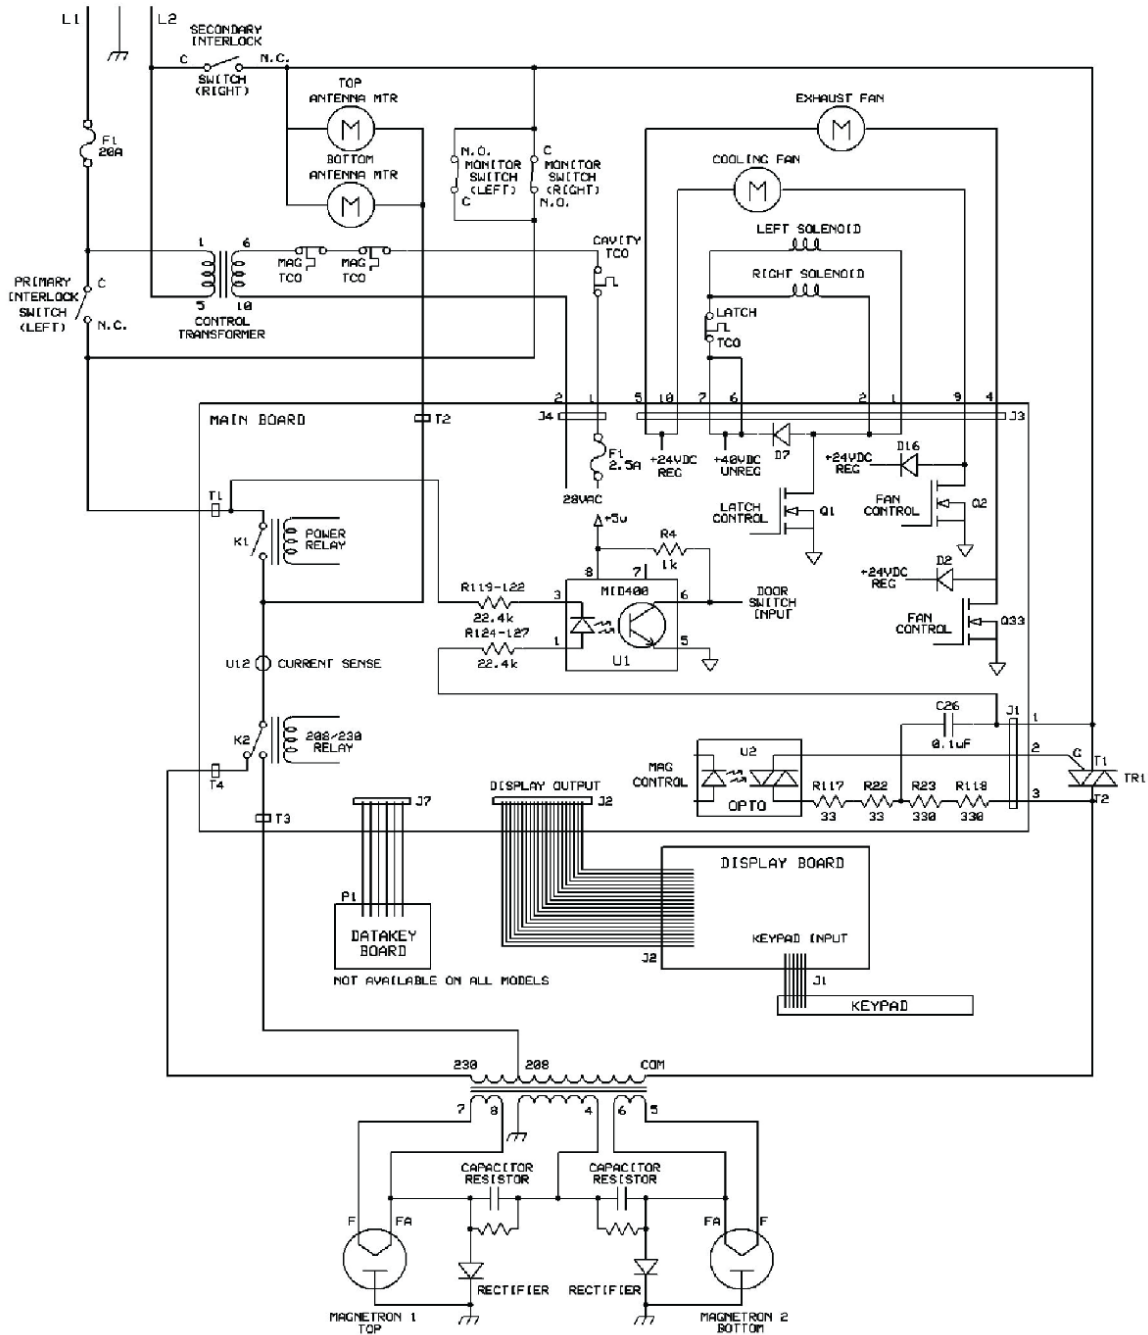 L1
L2
SECONDARY
INTERLOCK
C
N.C.
SWITCH
(RIGHT)
TOP
ANTENNA MTR
M
BOTTOM
ANTENNA MTR
M
F1
20A
N.O.
MONITOR
SWITCH
(LEFT)
C
C
MONITOR
SWITCH
(RIGHT)
N.O.
EXHAUST FAN
M
COOLING FAN
M
LEFT SOLENOID
RIGHT SOLENOID
LATCH
TCO
CAVITY
TCO
1
6
MAG
TCO
MAG
TCO
5
10
CONTROL
TRANSFORMER
PRIMARY
INTERLOCK
SWITCH
(LEFT)
C
N.C.
MAIN BOARD
T2
2
J4
1
5
10
7
6
2
1
9
4
J3
F1
2.5A
28VAC
+5v
+24VDC
REG
+40VDC
UNREG
D7
+24VDC
REG
D16
LATCH
CONTROL
Q1
FAN
CONTROL
Q2
+24VDC
REG
D2
FAN
CONTROL
Q33
T1
K1
POWER
RELAY
R4
1k
8
7
MID400
R119-122
22.4k
3
6
DOOR
SWITCH
INPUT
R124-127
22.4k
1
5
U1
U12
CURRENT SENSE
K2
208/230
RELAY
T4
T3
C26
0.1uF
J1
1
2
3
G
T1
TR1
T2
MAG
CONTROL
U2
OPTO
R117
33
R22
33
R23
330
R118
330
J7
DISPLAY OUTPUT
J2
DISPLAY BOARD
KEYPAD INPUT
J2
J1
KEYPAD
P1
DATAKEY
BOARD
NOT AVAILABLE ON ALL MODELS
230
208
COM
7
8
4
6
5
CAPACITOR
RESISTOR
CAPACITOR
RESISTOR
F
FA
FA
F
RECTIFIER
RECTIFIER
MAGNETRON 1
TOP
MAGNETRON 2
BOTTOM